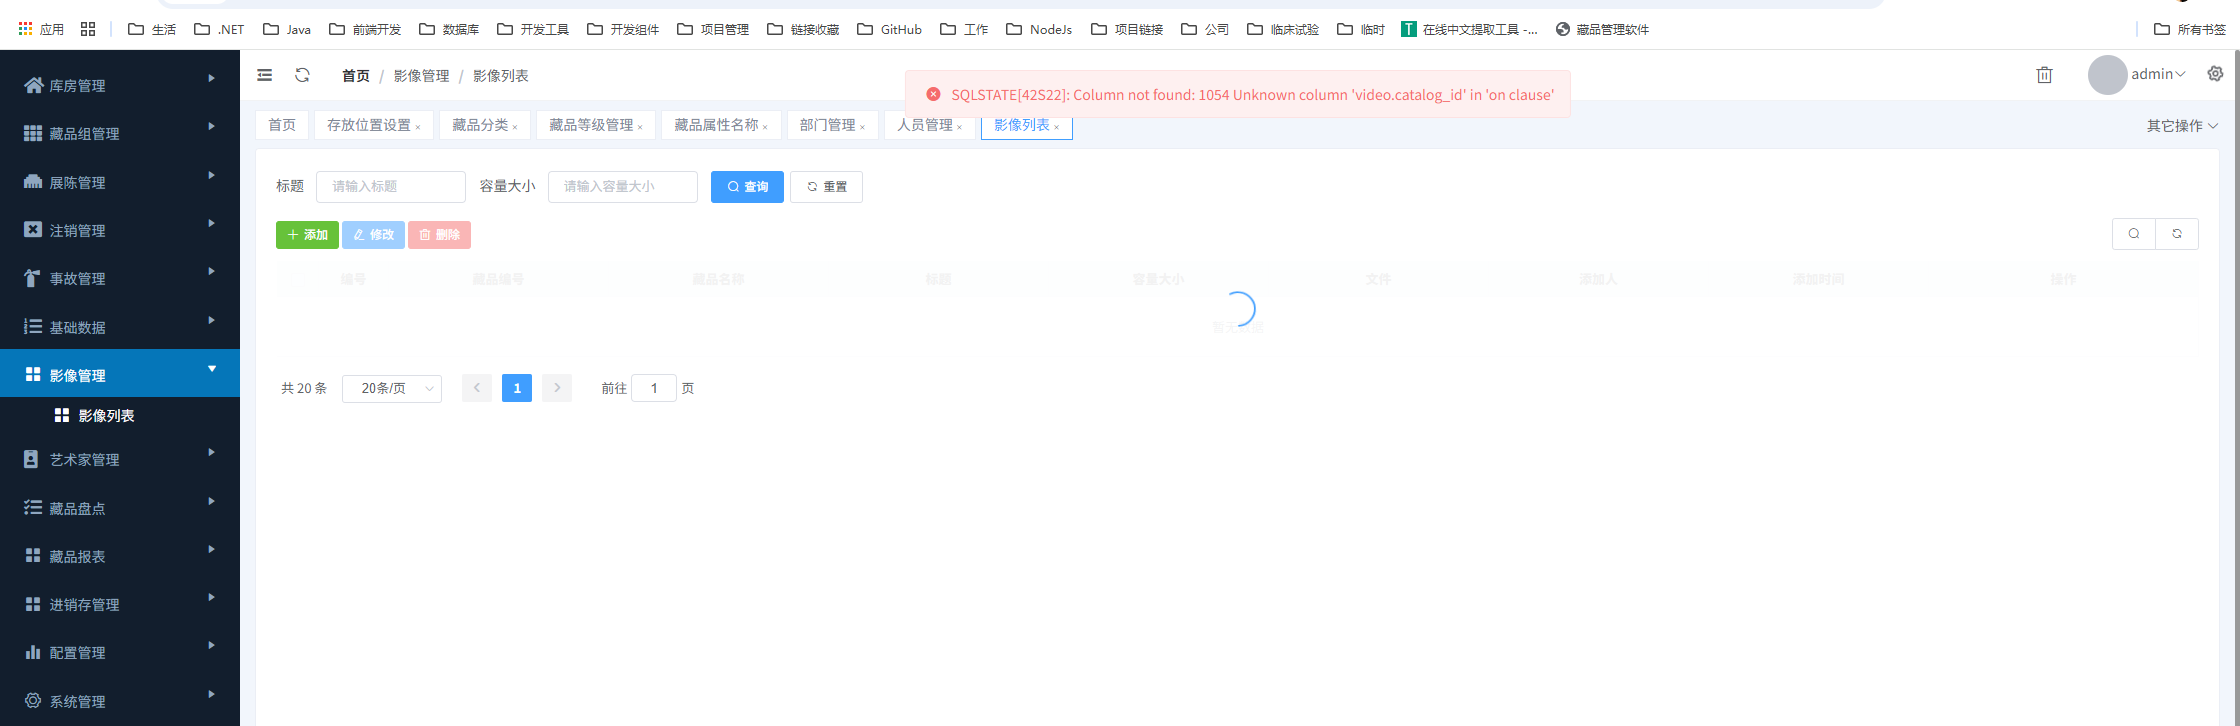 应用 生活 .NET Java 前端开发 数据库 开发工具 开发组件 项目管理 链接收藏 GitHub 工作 NodeJs 项目链接 公司 临床试验 临时 T 在线中文提取工具 -... 藏品管理软件 所有书签
首页 / 影像管理 / 影像列表
admin
SQLSTATE[42S22]: Column not found: 1054 Unknown column 'video.catalog_id' in 'on clause'
首页 存放位置设置 × 藏品分类 × 藏品等级管理 × 藏品属性名称 × 部门管理 × 人员管理 × 影像列表 × 其它操作
库房管理
藏品组管理
展陈管理
注销管理
事故管理
基础数据
影像管理
影像列表
艺术家管理
藏品盘点
藏品报表
进销存管理
配置管理
系统管理
标题 请输入标题 容量大小 请输入容量大小 查询 重置
添加 修改 删除
编号 藏品编号 藏品名称 标题 容量大小 文件 添加人 添加时间 操作
暂无数据
共 20 条 20条/页 1 前往 1 页